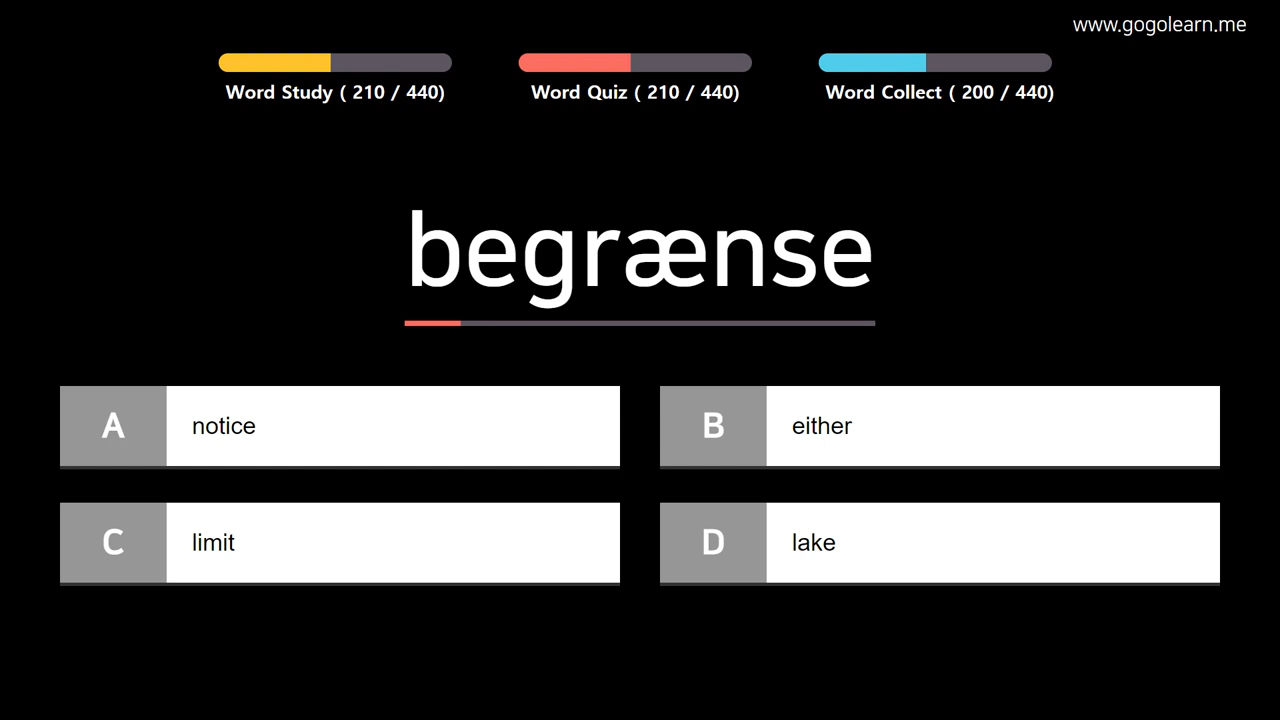 www.gogolearn.me
Word Study ( 210 / 440)
Word Quiz ( 210 / 440)
Word Collect ( 200 / 440)
begrænse
A notice
B either
C limit
D lake